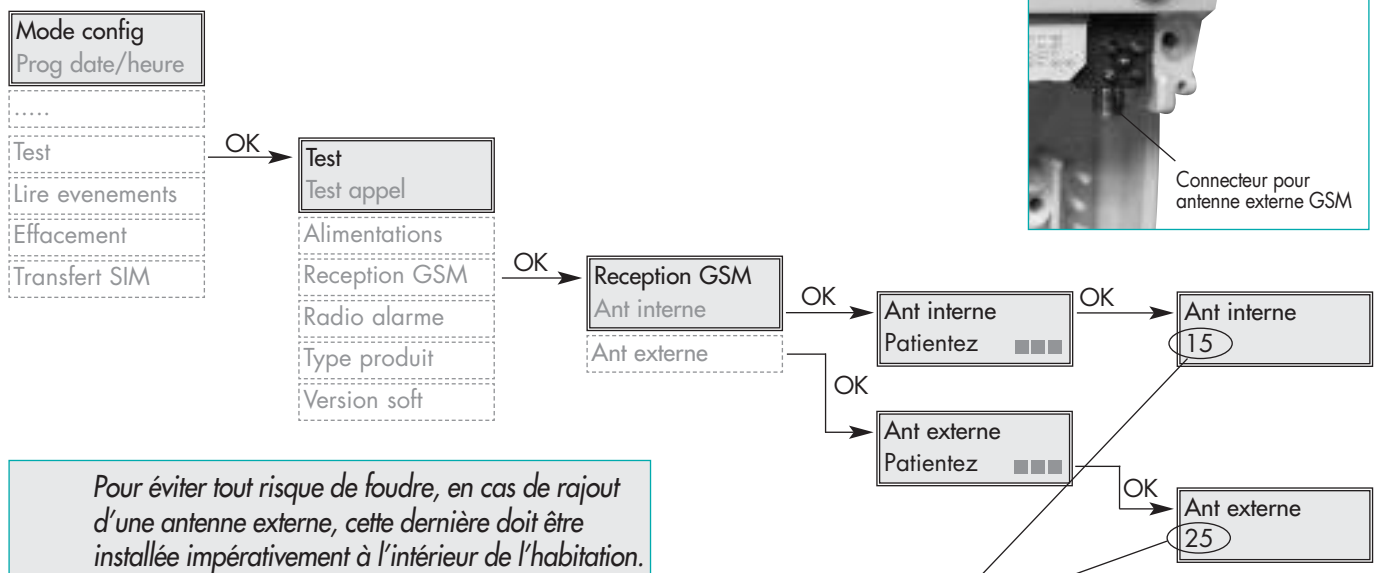 Mode config
Prog date/heure
.....
Test
Lire evenements
Effacement
Transfert SIM
OK
Test
Test appel
Alimentations
Reception GSM
Radio alarme
Type produit
Version soft
OK
Reception GSM
Ant interne
Ant externe
OK
Ant interne
Patientez
OK
Ant interne
15
OK
Ant externe
Patientez
OK
Ant externe
25
Connecteur pour
antenne externe GSM
Pour éviter tout risque de foudre, en cas de rajout
d'une antenne externe, cette dernière doit être
installée impérativement à l'intérieur de l'habitation.